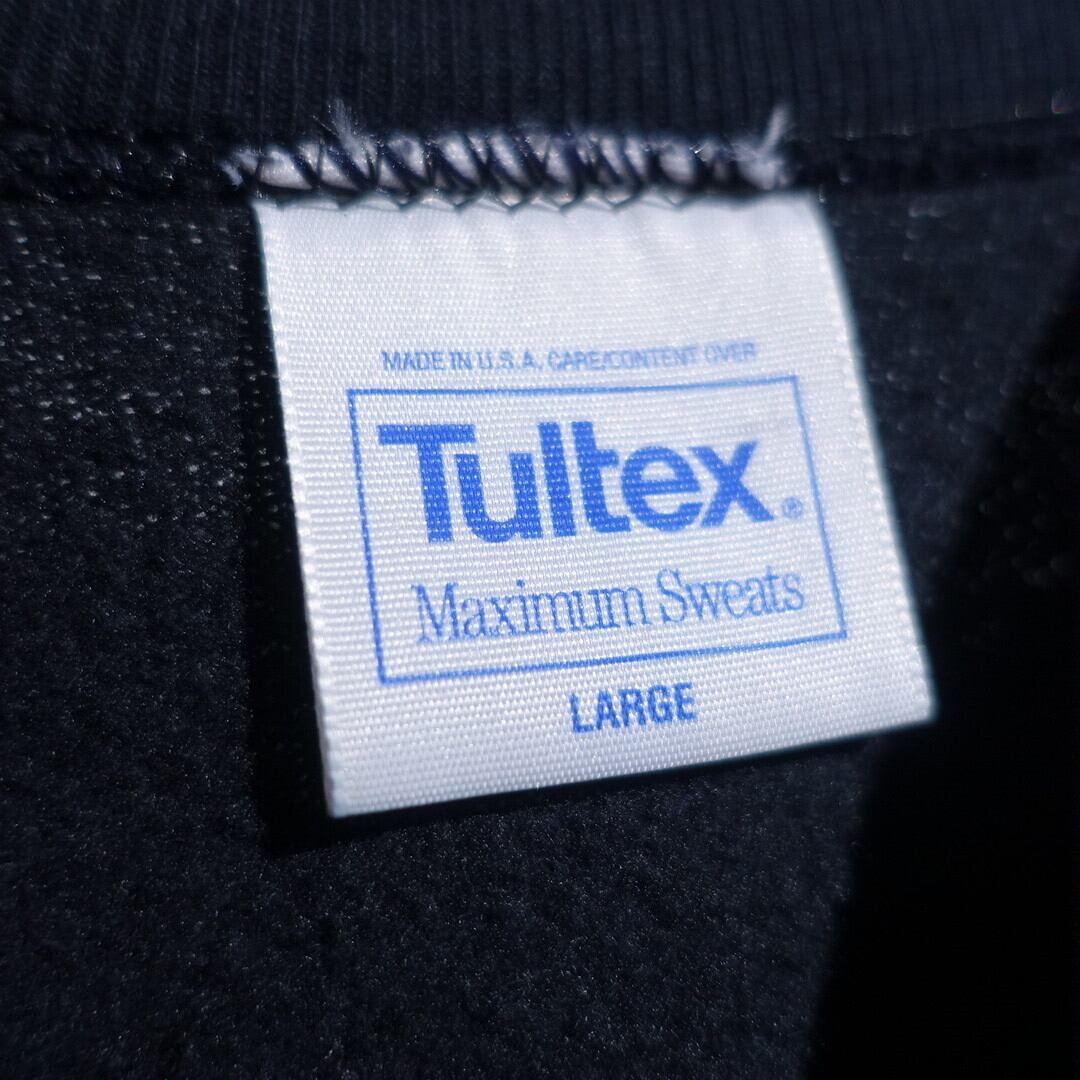 MADE IN U.S.A. CARE/CONTENT OVER
Tultex®
Maximum Sweats
LARGE